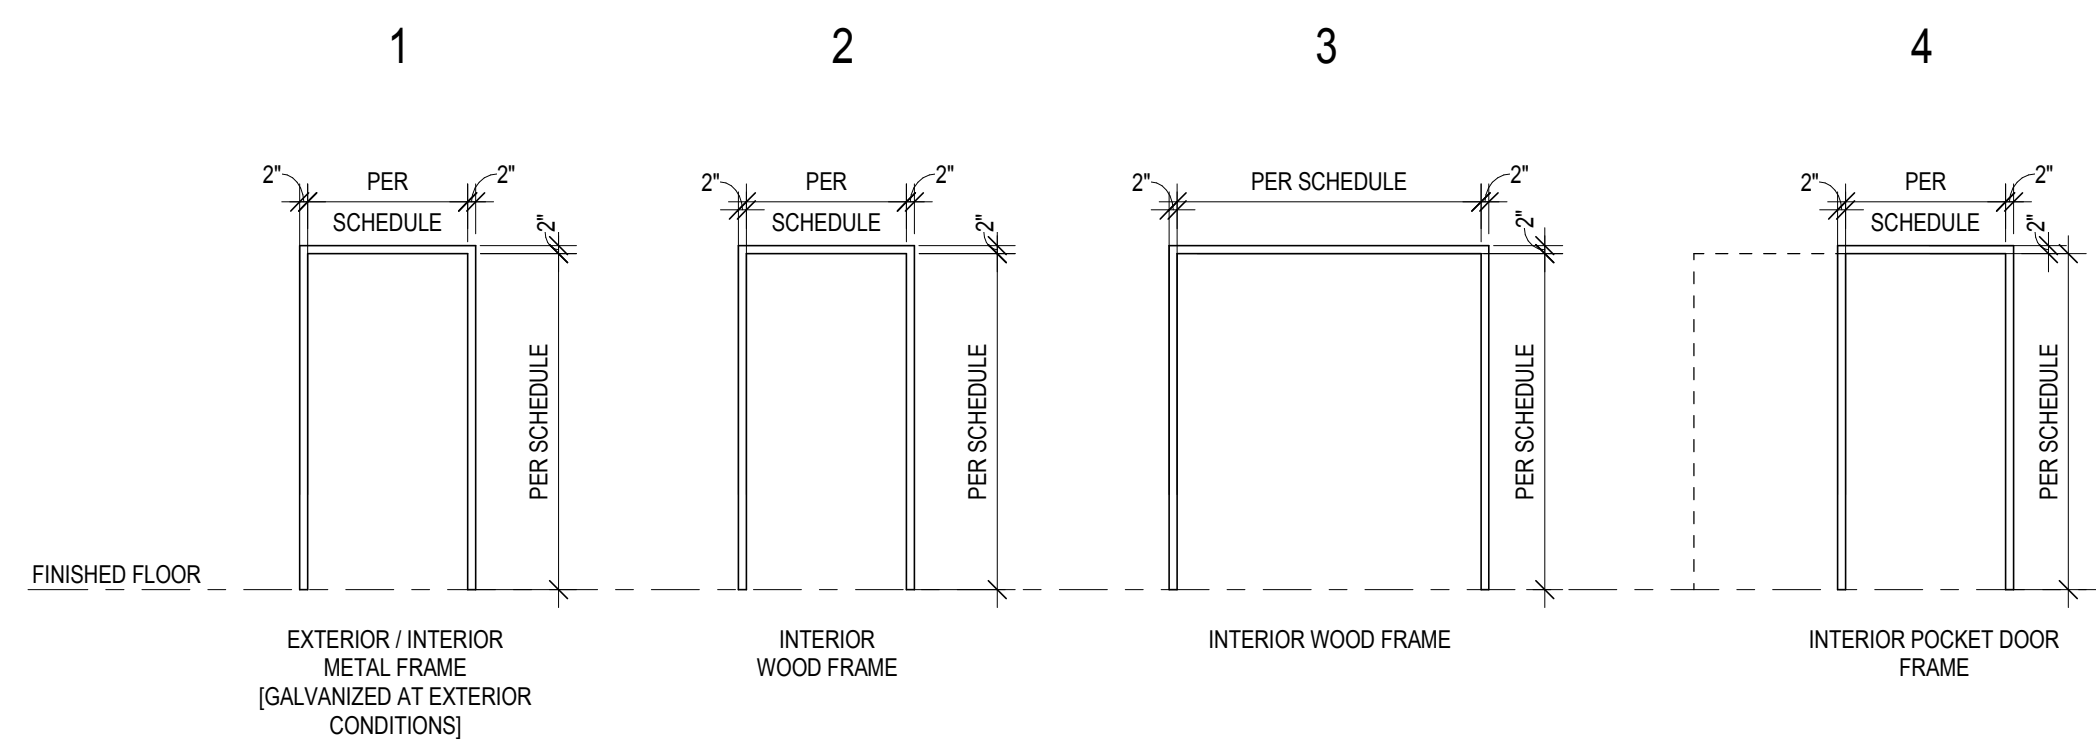 1
2
3
4
2"
PER
SCHEDULE
2"
2"
PER SCHEDULE
2"
PER
SCHEDULE
2"
2"
PER SCHEDULE
2"
PER SCHEDULE
2"
2"
PER SCHEDULE
2"
PER
SCHEDULE
2"
2"
PER SCHEDULE
FINISHED FLOOR
EXTERIOR / INTERIOR
METAL FRAME
[GALVANIZED AT EXTERIOR
CONDITIONS]
INTERIOR
WOOD FRAME
INTERIOR WOOD FRAME
INTERIOR POCKET DOOR
FRAME